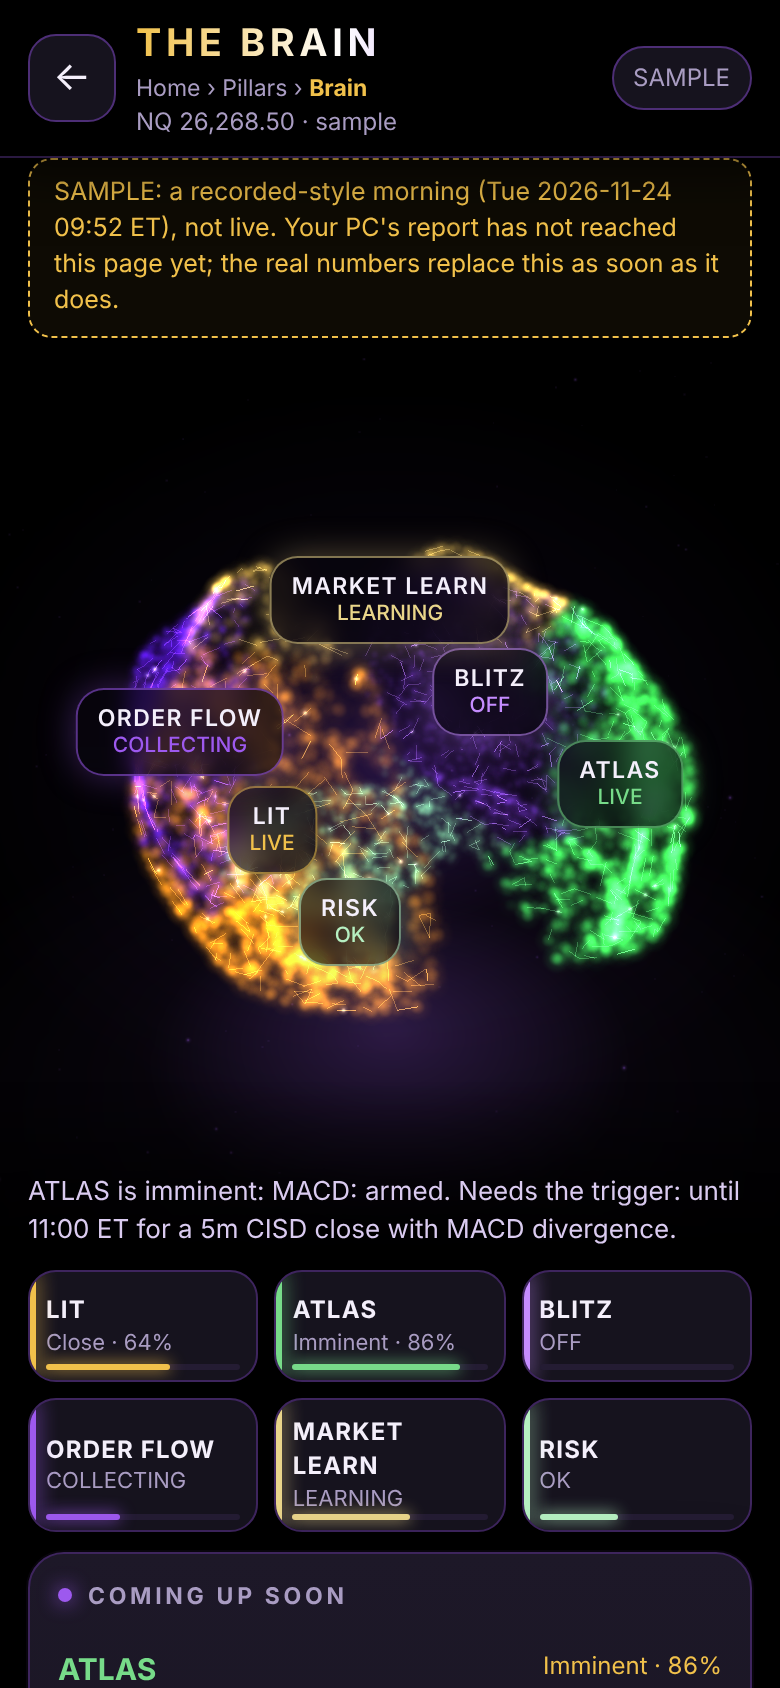 THE BRAIN
Home › Pillars › Brain
NQ 26,268.50 · sample
SAMPLE
SAMPLE: a recorded-style morning (Tue 2026-11-24
09:52 ET), not live. Your PC's report has not reached
this page yet; the real numbers replace this as soon as it
does.
MARKET LEARN
LEARNING
BLITZ
OFF
ORDER FLOW
COLLECTING
ATLAS
LIVE
LIT
LIVE
RISK
OK
ATLAS is imminent: MACD: armed. Needs the trigger: until
11:00 ET for a 5m CISD close with MACD divergence.
LIT
Close · 64%
ATLAS
Imminent · 86%
BLITZ
OFF
ORDER FLOW
COLLECTING
MARKET
LEARN
LEARNING
RISK
OK
COMING UP SOON
ATLAS
Imminent · 86%